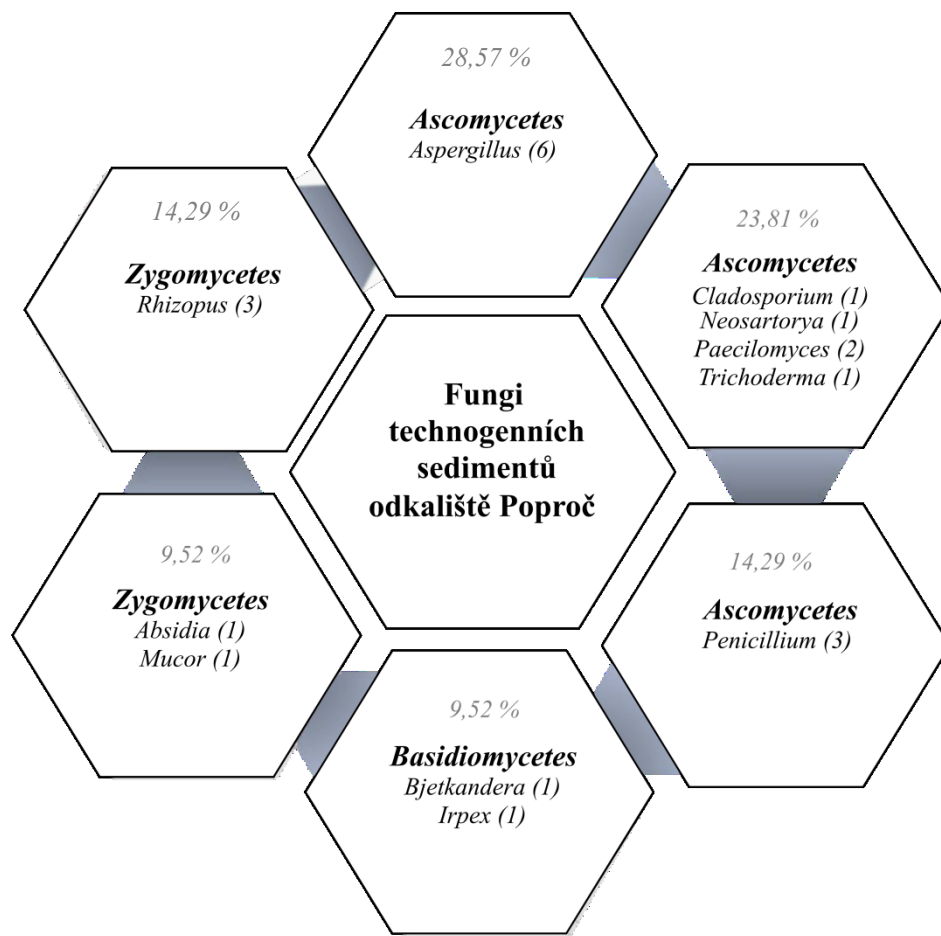 28,57 %
Ascomycetes
Aspergillus (6)
14,29 %
Zygomycetes
Rhizopus (3)
23,81 %
Ascomycetes
Cladosporium (1)
Neosartorya (1)
Paecilomyces (2)
Trichoderma (1)
Fungi
technogenních
sedimentů
odkaliště Poproč
9,52 %
Zygomycetes
Absidia (1)
Mucor (1)
14,29 %
Ascomycetes
Penicillium (3)
9,52 %
Basidiomycetes
Bjetkandera (1)
Irpex (1)